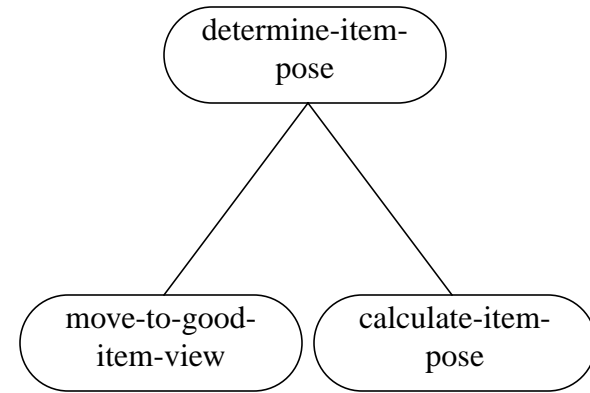 determine-item-
pose
move-to-good-
item-view
calculate-item-
pose